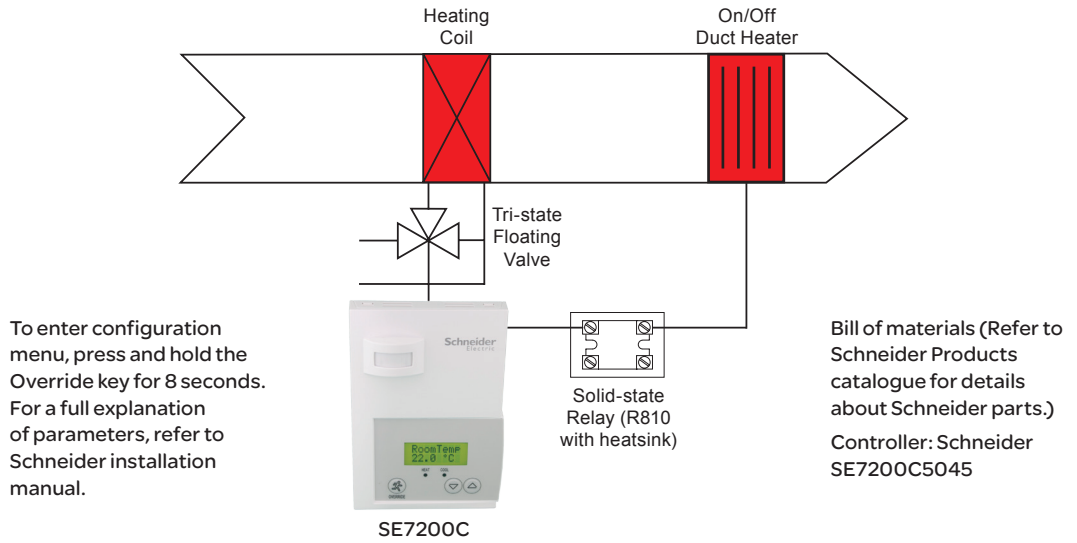 Heating
Coil
On/Off
Duct Heater
Tri-state
Floating
Valve
To enter configuration
menu, press and hold the
Override key for 8 seconds.
For a full explanation
of parameters, refer to
Schneider installation
manual.
Schneider
Electric
RoomTemp
22.0 °C
HEAT COOL
OVERRIDE
SE7200C
Solid-state
Relay (R810
with heatsink)
Bill of materials (Refer to
Schneider Products
catalogue for details
about Schneider parts.)
Controller: Schneider
SE7200C5045